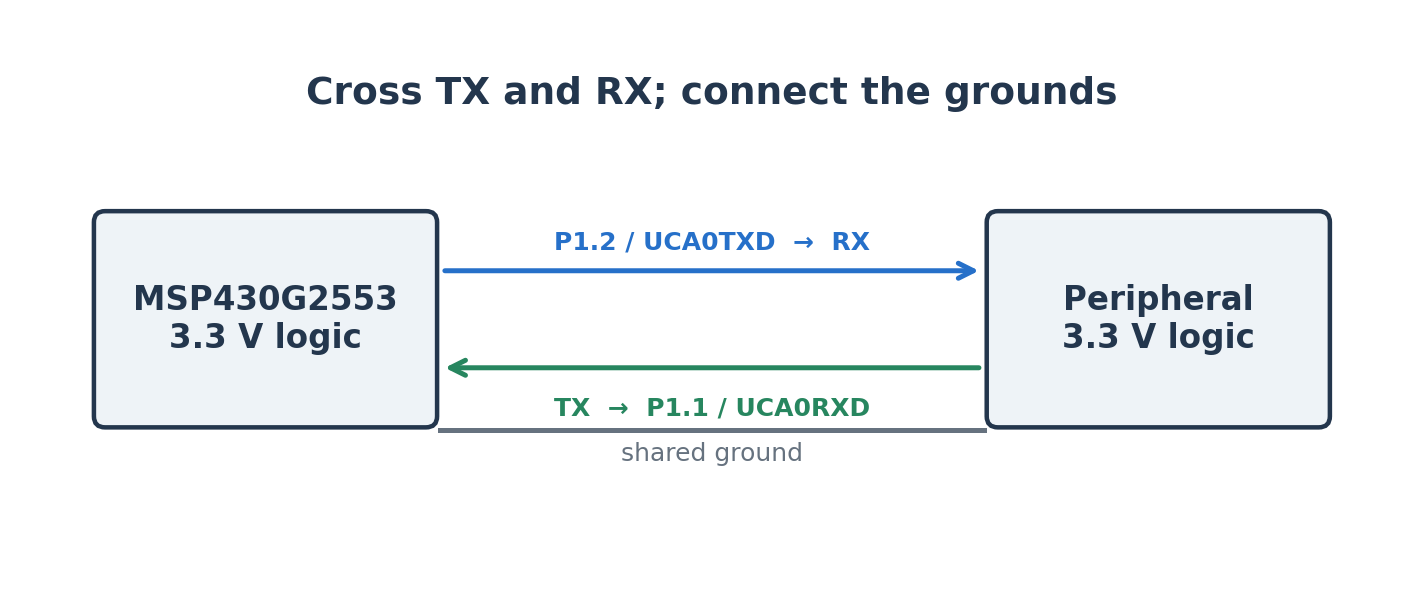 Cross TX and RX; connect the grounds
P1.2 / UCA0TXD → RX
MSP430G2553
3.3 V logic
Peripheral
3.3 V logic
TX → P1.1 / UCA0RXD
shared ground